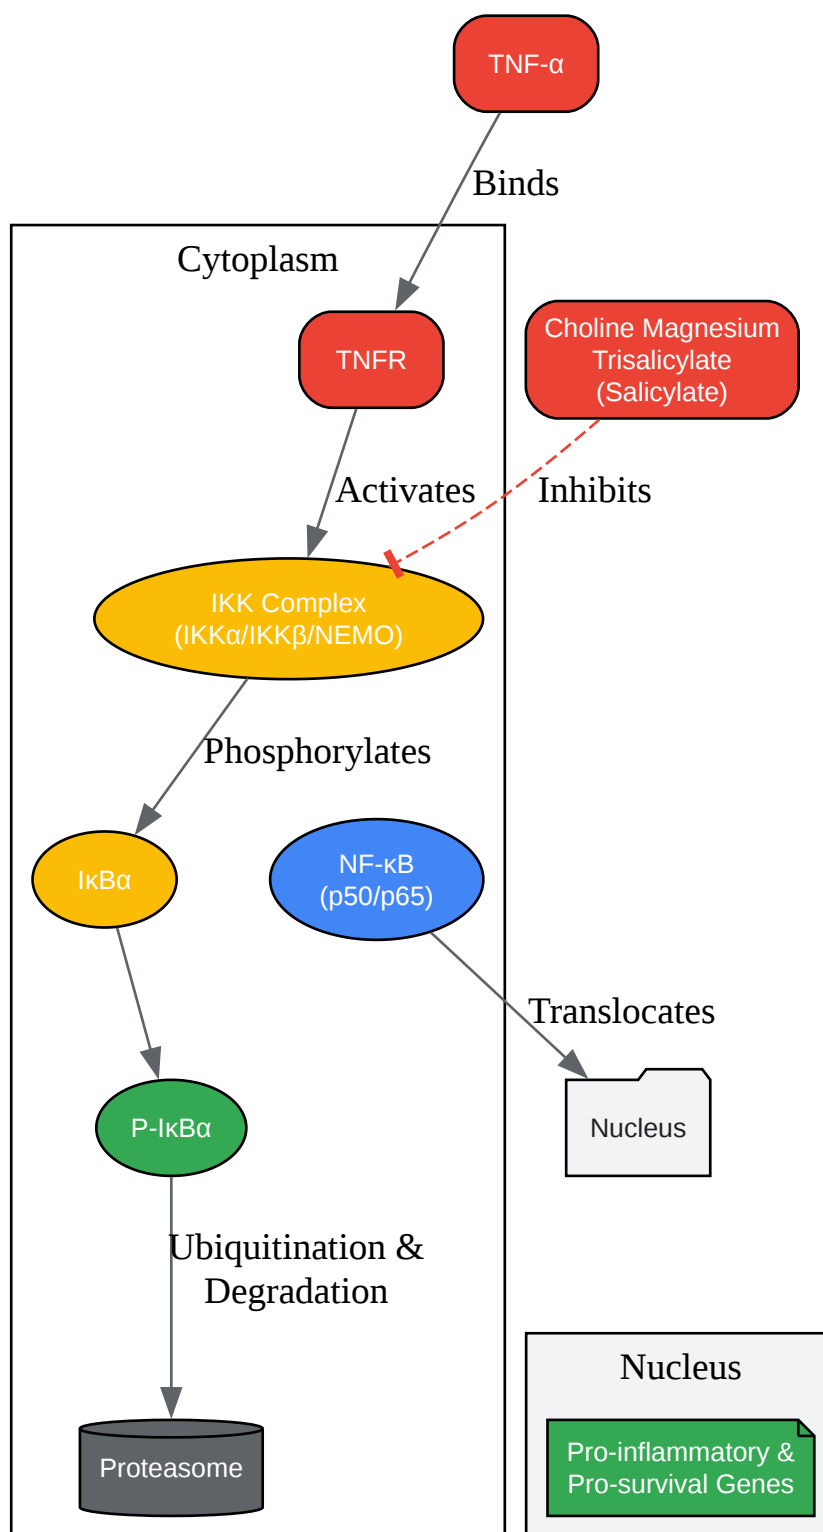 TNF-α
Binds
Cytoplasm
TNFR
Choline Magnesium
Trisalicylate
(Salicylate)
Activates
Inhibits
IKK Complex
(IKKα/IKKβ/NEMO)
Phosphorylates
IκBα
NF-κB
(p50/p65)
Translocates
P-IκBα
Nucleus
Ubiquitination &
Degradation
Nucleus
Proteasome
Pro-inflammatory &
Pro-survival Genes